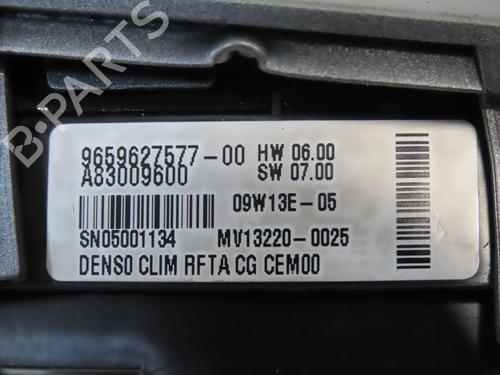 9659627577-00 HW 06.00
A83009600 SW 07.00
09W13E-05
SN05001134 MV13220-0025
DENSO CLIM RFTA CG CEM00
B-PARTS